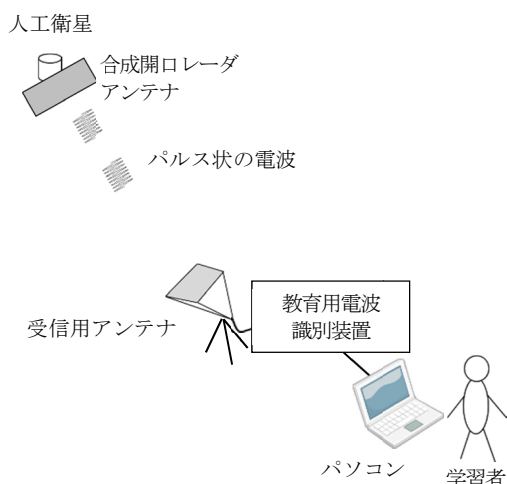 人工衛星
合成開口レーダ
アンテナ
パルス状の電波
受信用アンテナ
教育用電波
識別装置
パソコン
学習者